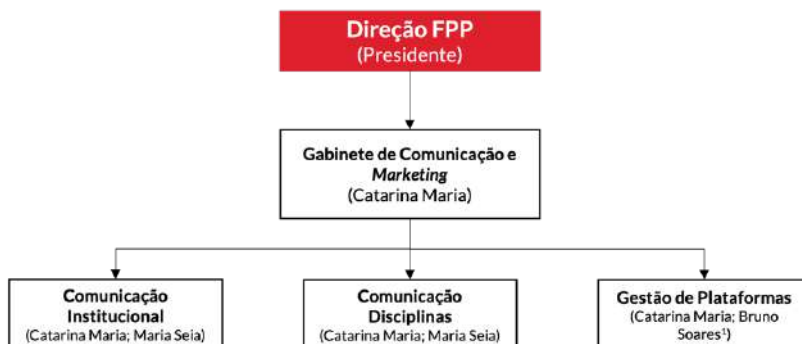 Direção FPP
(Presidente)
Gabinete de Comunicação e
Marketing
(Catarina Maria)
Comunicação
Institucional
(Catarina Maria; Maria Seia)
Comunicação
Disciplinas
(Catarina Maria; Maria Seia)
Gestão de Plataformas
(Catarina Maria; Bruno
Soares¹)